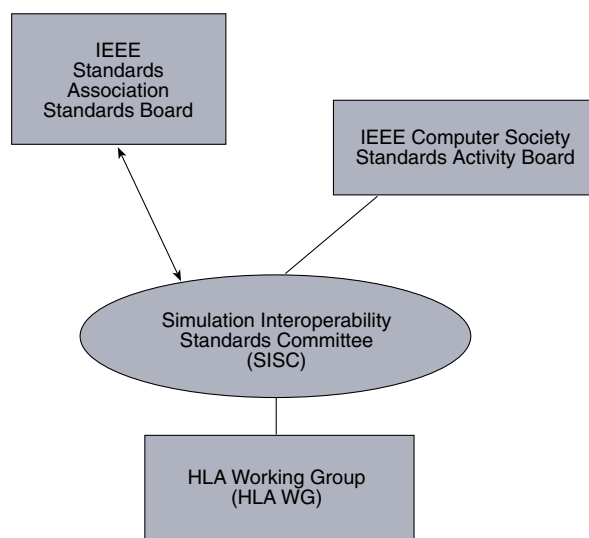 IEEE
Standards
Association
Standards Board
IEEE Computer Society
Standards Activity Board
Simulation Interoperability
Standards Committee
(SISC)
HLA Working Group
(HLA WG)